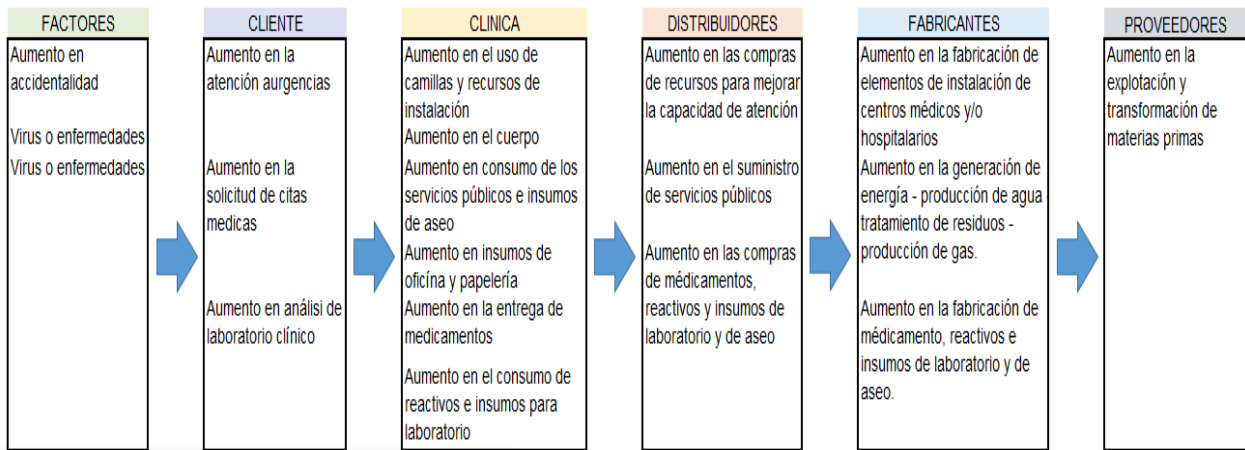 FACTORES
Aumento en
accidentalidad
Virus o enfermedades
Virus o enfermedades
CLIENTE
Aumento en la
atención aurgencias
Aumento en la
solicitud de citas
medicas
Aumento en análisi de
laboratorio clínico
CLINICA
Aumento en el uso de
camillas y recursos de
instalación
Aumento en el cuerpo
Aumento en consumo de los
servicios públicos e insumos
de aseo
Aumento en insumos de
oficína y papelería
Aumento en la entrega de
medicamentos
Aumento en el consumo de
reactivos e insumos para
laboratorio
DISTRIBUIDORES
Aumento en las compras
de recursos para mejorar
la capacidad de atención
Aumento en el suministro
de servicios públicos
Aumento en las compras
de médicamentos,
reactivos y insumos de
laboratorio y de aseo
FABRICANTES
Aumento en la fabricación de
elementos de instalación de
centros médicos y/o
hospitalarios
Aumento en la generación de
energía - producción de agua
tratamiento de residuos -
producción de gas.
Aumento en la fabricación de
médicamento, reactivos e
insumos de laboratorio y de
aseo.
PROVEEDORES
Aumento en la
explotación y
transformación de
materias primas